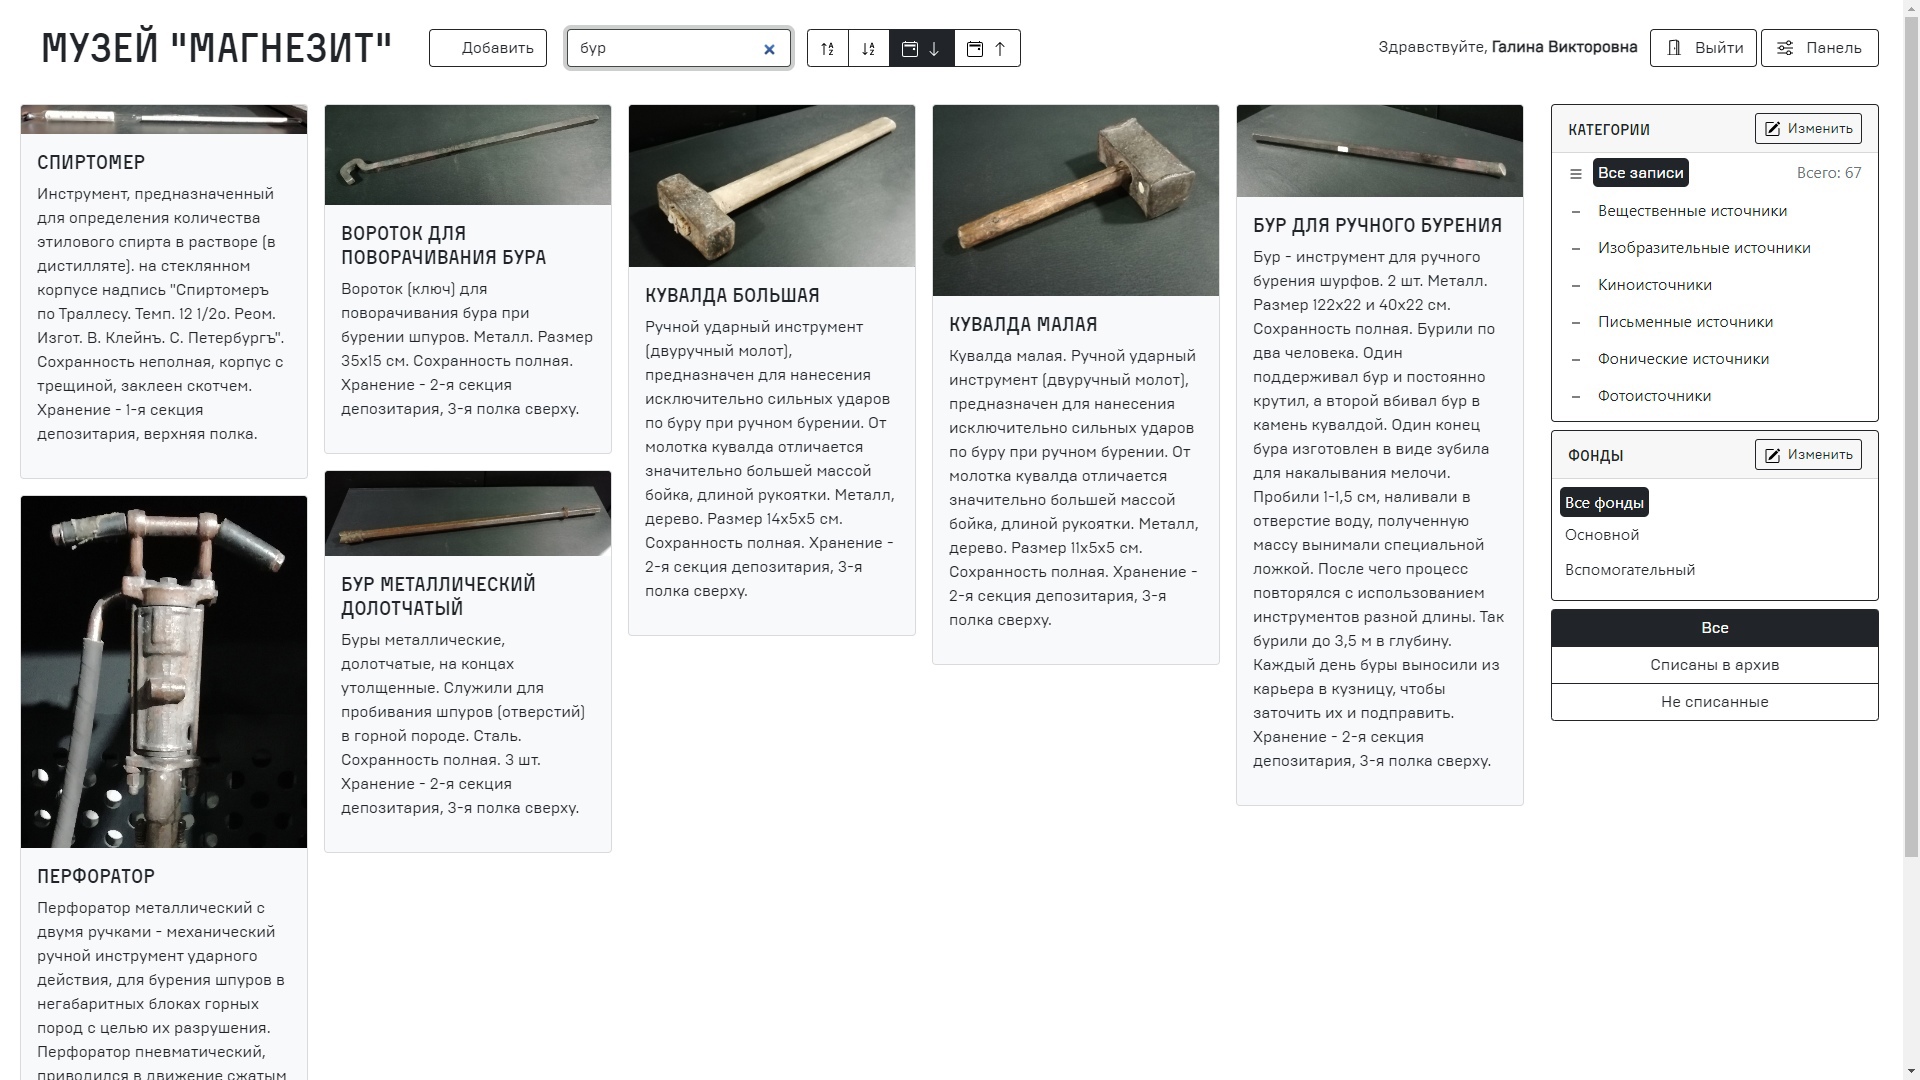 МУЗЕЙ "МАГНЕЗИТ"
Добавить
бур
Здравствуйте, Галина Викторовна
Выйти
Панель
СПИРТОМЕР
Инструмент, предназначенный
для определения количества
этилового спирта в растворе (в
дистилляте). на стеклянном
корпусе надпись "Спиртомеръ
по Траллесу. Темп. 12 1/2о. Реом.
Изгот. В. Клейнъ. С. Петербургъ".
Сохранность неполная, корпус с
трещиной, заклеен скотчем.
Хранение - 1-я секция
депозитария, верхняя полка.
ПЕРФОРАТОР
Перфоратор металлический с
двумя ручками - механический
ручной инструмент ударного
действия, для бурения шпуров в
негабаритных блоках горных
пород с целью их разрушения.
Перфоратор пневматический,
приводился в движение сжатым
ВОРОТОК ДЛЯ
ПОВОРАЧИВАНИЯ БУРА
Вороток (ключ) для
поворачивания бура при
бурении шпуров. Металл. Размер
35х15 см. Сохранность полная.
Хранение - 2-я секция
депозитария, 3-я полка сверху.
БУР МЕТАЛЛИЧЕСКИЙ
ДОЛОТЧАТЫЙ
Буры металлические,
долотчатые, на концах
утолщенные. Служили для
пробивания шпуров (отверстий)
в горной породе. Сталь.
Сохранность полная. 3 шт.
Хранение - 2-я секция
депозитария, 3-я полка сверху.
КУВАЛДА БОЛЬШАЯ
Ручной ударный инструмент
(двуручный молот),
предназначен для нанесения
исключительно сильных ударов
по буру при ручном бурении. От
молотка кувалда отличается
значительно большей массой
бойка, длиной рукоятки. Металл,
дерево. Размер 14х5х5 см.
Сохранность полная. Хранение -
2-я секция депозитария, 3-я
полка сверху.
КУВАЛДА МАЛАЯ
Кувалда малая. Ручной ударный
инструмент (двуручный молот),
предназначен для нанесения
исключительно сильных ударов
по буру при ручном бурении. От
молотка кувалда отличается
значительно большей массой
бойка, длиной рукоятки. Металл,
дерево. Размер 11х5х5 см.
Сохранность полная. Хранение -
2-я секция депозитария, 3-я
полка сверху.
БУР ДЛЯ РУЧНОГО БУРЕНИЯ
Бур - инструмент для ручного
бурения шурфов. 2 шт. Металл.
Размер 122х22 и 40х22 см.
Сохранность полная. Бурили по
два человека. Один
поддерживал бур и постоянно
крутил, а второй вбивал бур в
камень кувалдой. Один конец
бура изготовлен в виде зубила
для накалывания мелочи.
Пробили 1-1,5 см, наливали в
отверстие воду, полученную
массу вынимали специальной
ложкой. После чего процесс
повторялся с использованием
инструментов разной длины. Так
бурили до 3,5 м в глубину.
Каждый день буры выносили из
карьера в кузницу, чтобы
заточить их и подправить.
Хранение - 2-я секция
депозитария, 3-я полка сверху.
КАТЕГОРИИ
Изменить
Все записи
Всего: 67
Вещественные источники
Изобразительные источники
Киноисточники
Письменные источники
Фонические источники
Фотоисточники
ФОНДЫ
Изменить
Все фонды
Основной
Вспомогательный
Все
Списаны в архив
Не списанные